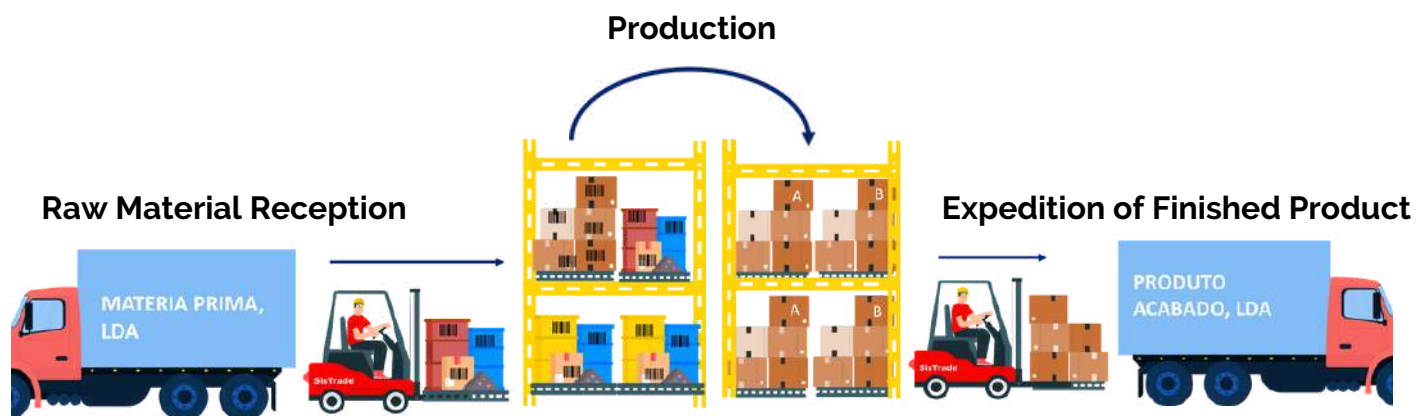 Production
Raw Material Reception
Expedition of Finished Product
MATERIA PRIMA,
LDA
PRODUTO
ACABADO, LDA
A
B
A
B
SisTrade
SisTrade